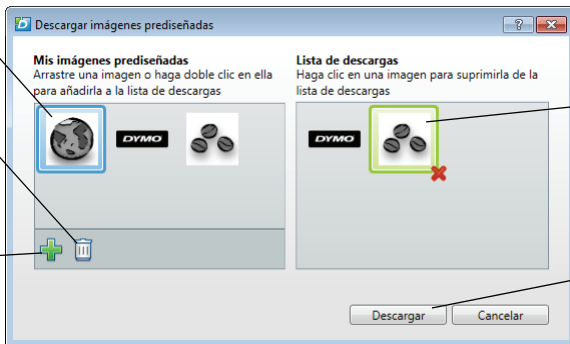 Descargar imágenes prediseñadas
Mis imágenes prediseñadas
Arrastre una imagen o haga doble clic en ella
para añadirla a la lista de descargas
DYMO
Lista de descargas
Haga clic en una imagen para suprimirla de la
lista de descargas
DYMO
Descargar
Cancelar